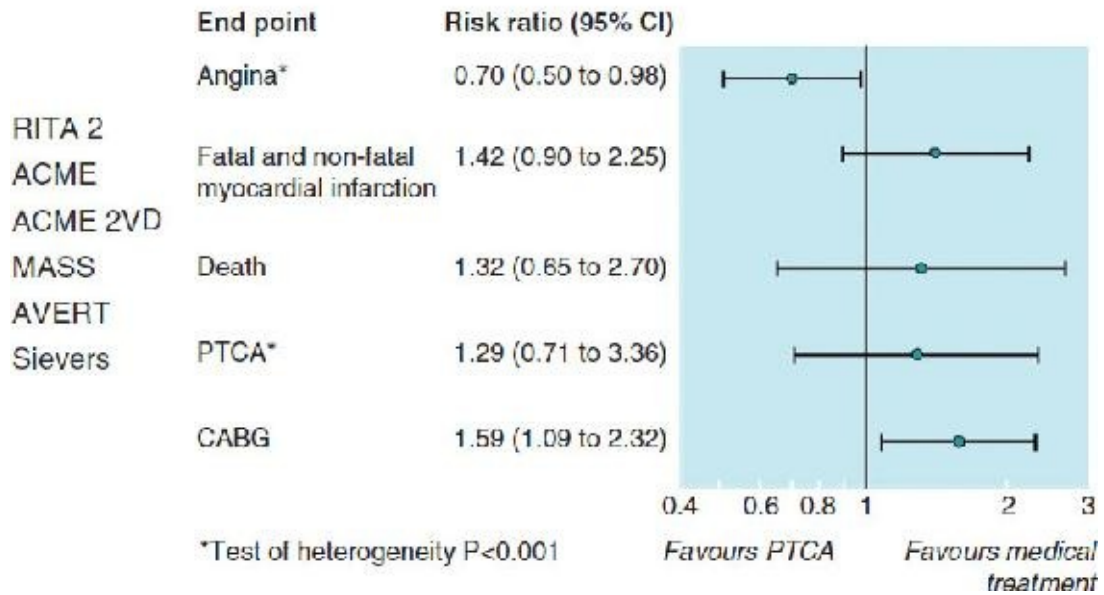 End point Risk ratio (95% CI)
Angina* 0.70 (0.50 to 0.98)
RITA 2
ACME
ACME 2VD
MASS
AVERT
Sievers
Fatal and non-fatal
myocardial infarction 1.42 (0.90 to 2.25)
Death 1.32 (0.65 to 2.70)
PTCA* 1.29 (0.71 to 3.36)
CABG 1.59 (1.09 to 2.32)
0.4 0.6 0.8 1 2 3
*Test of heterogeneity P<0.001
Favours PTCA
Favours medical
treatment